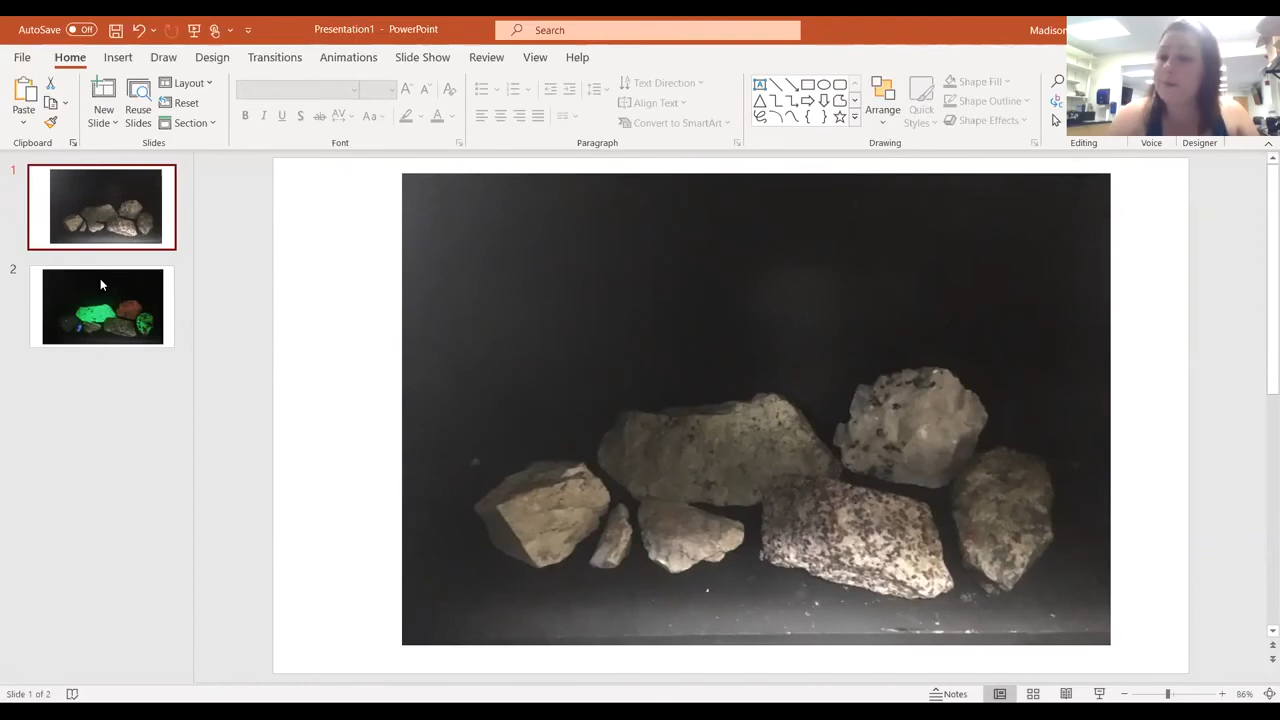 AutoSave Off Presentation1 - PowerPoint Search Madison
File Home Insert Draw Design Transitions Animations Slide Show Review View Help
Paste New Slide Reuse Slides Layout Reset Section B I U S ab AV Aa A Text Direction Align Text Convert to SmartArt Arrange Quick Styles Shape Fill Shape Outline Shape Effects
Clipboard Slides Font Paragraph Drawing Editing Voice Designer
1
2
Slide 1 of 2 Notes 86%